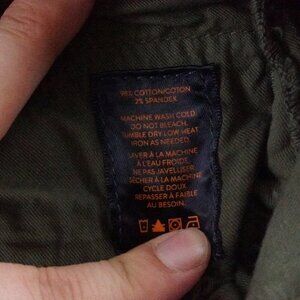 98% COTTON/COTON
2% SPANDEX
MACHINE WASH COLD
DO NOT BLEACH.
TUMBLE DRY LOW HEAT
IRON AS NEEDED.
LAVER À LA MACHINE
À L'EAU FROIDE.
NE PAS JAVELLISER.
SÉCHER À LA MACHINE
CYCLE DOUX
REPASSER À FAIBLE
AU BESOIN.